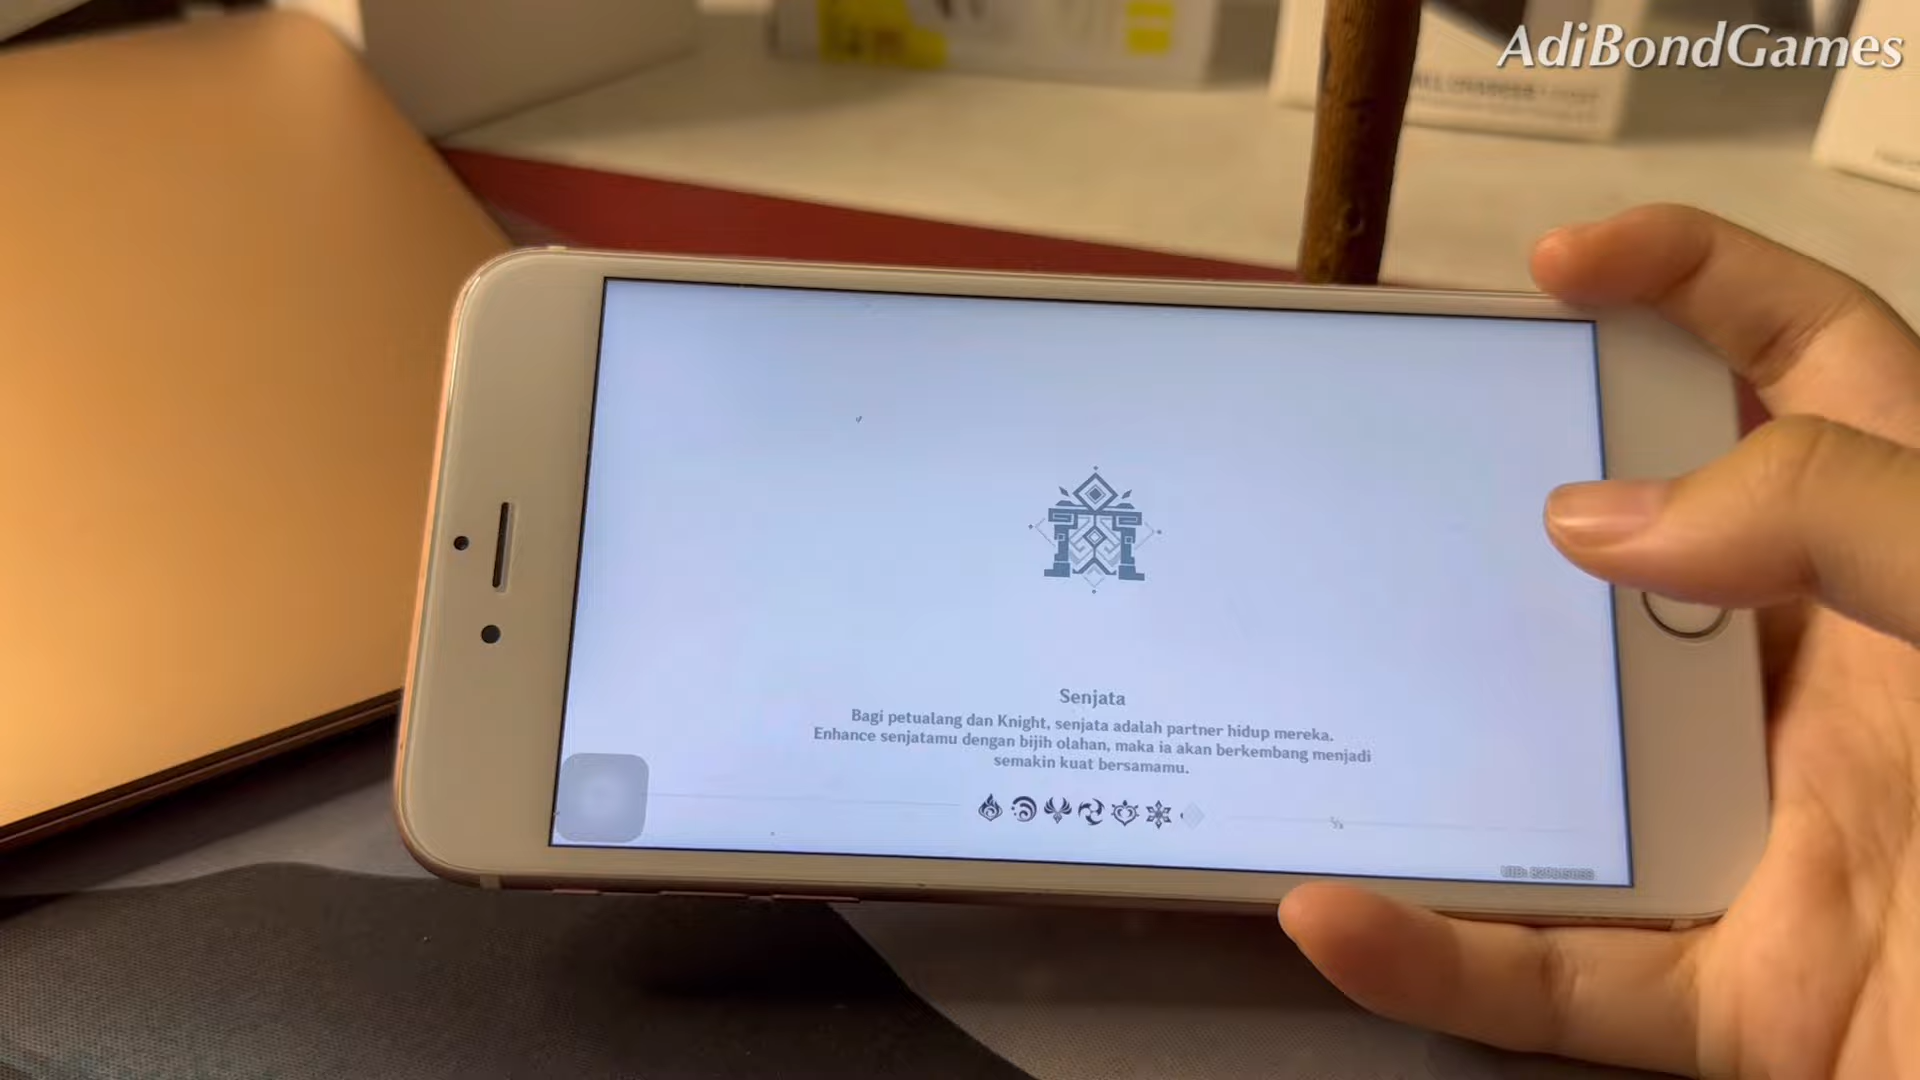 AdiBondGames
Senjata
Bagi petualang dan Knight, senjata adalah partner hidup mereka.
Enhance senjatamu dengan bijih olahan, maka ia akan berkembang menjadi
semakin kuat bersamamu.